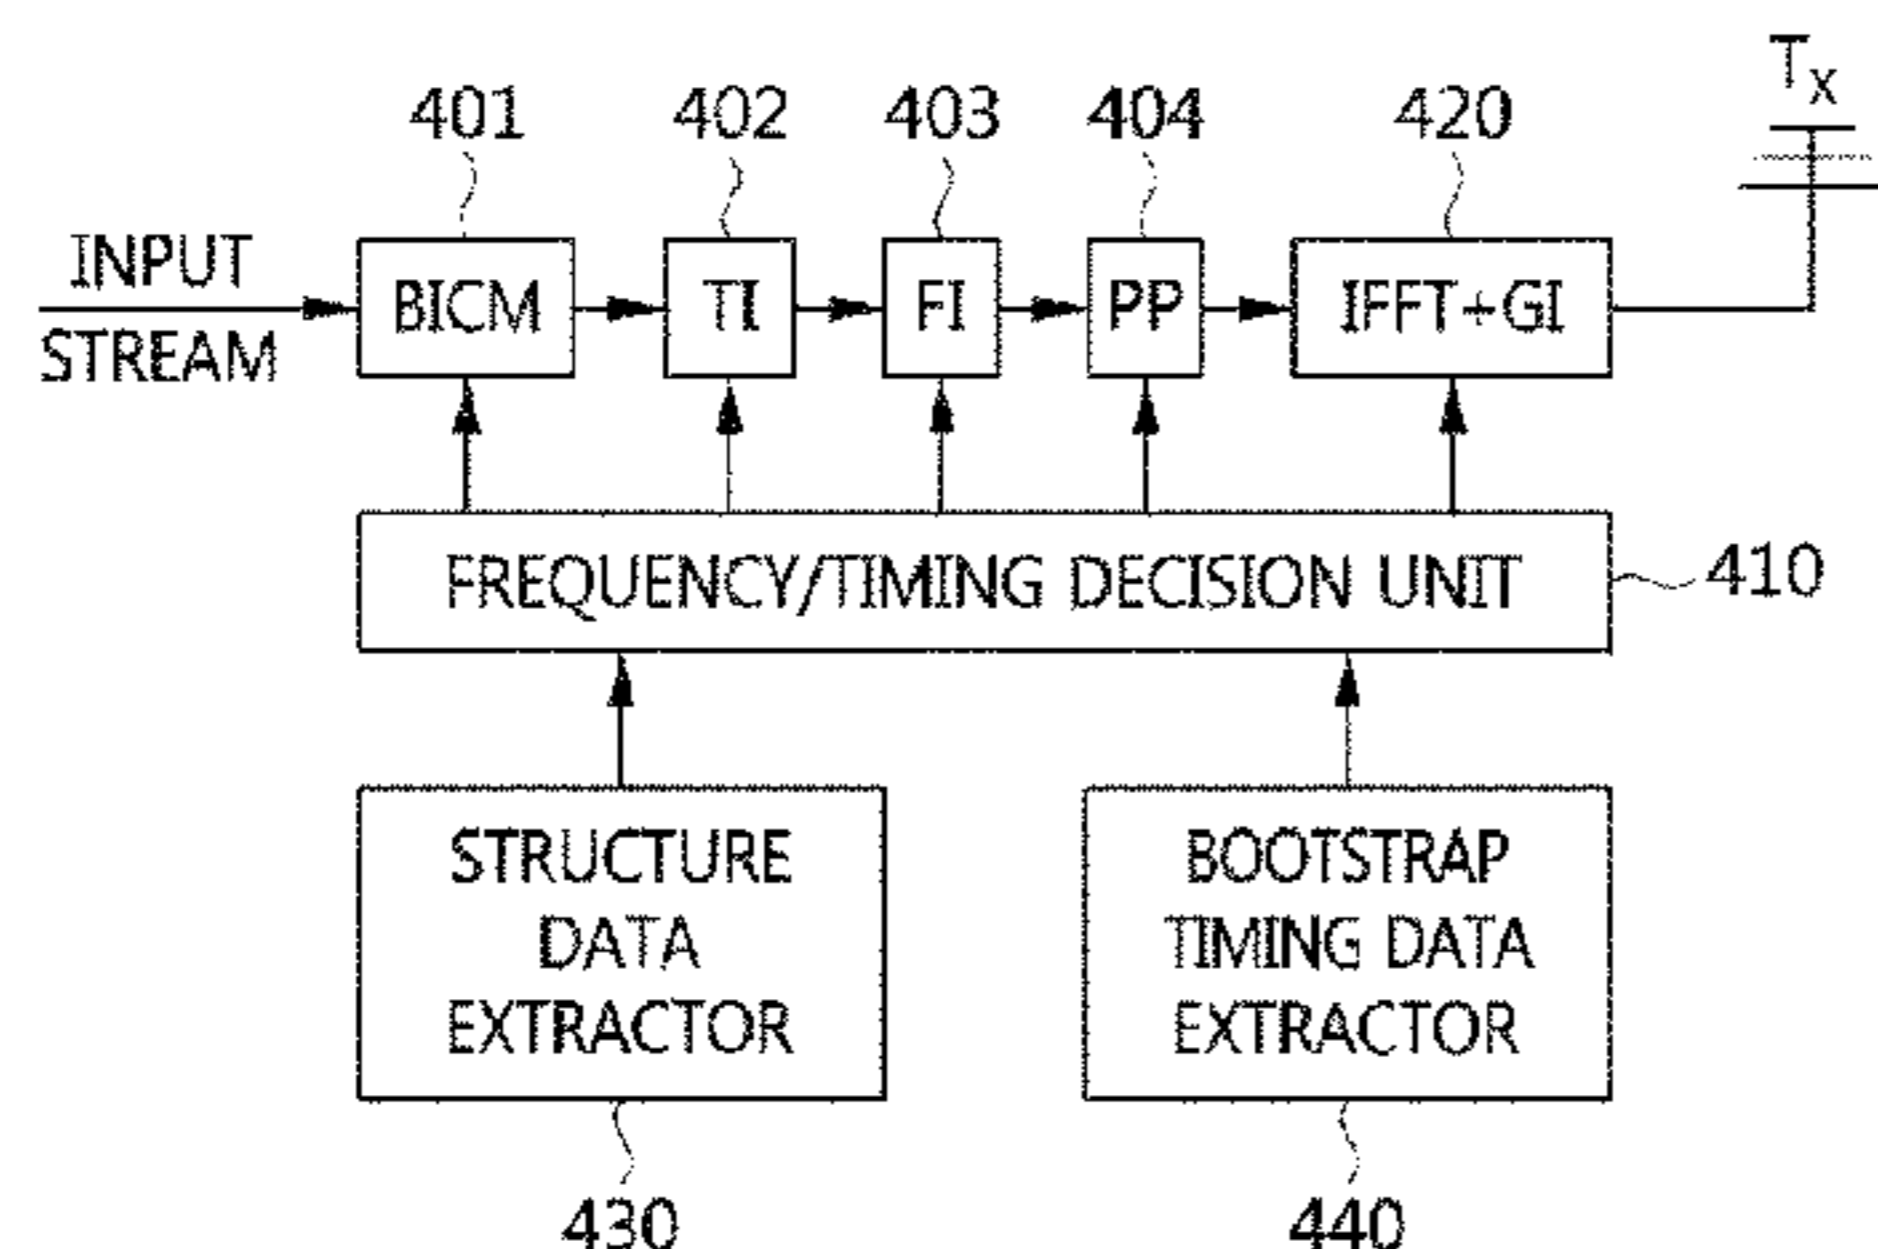 Tx
401 402 403 404 420
INPUT
STREAM
BICM TI FI PP IFFT+GI
FREQUENCY/TIMING DECISION UNIT 410
STRUCTURE
DATA
EXTRACTOR
BOOTSTRAP
TIMING DATA
EXTRACTOR
430 440